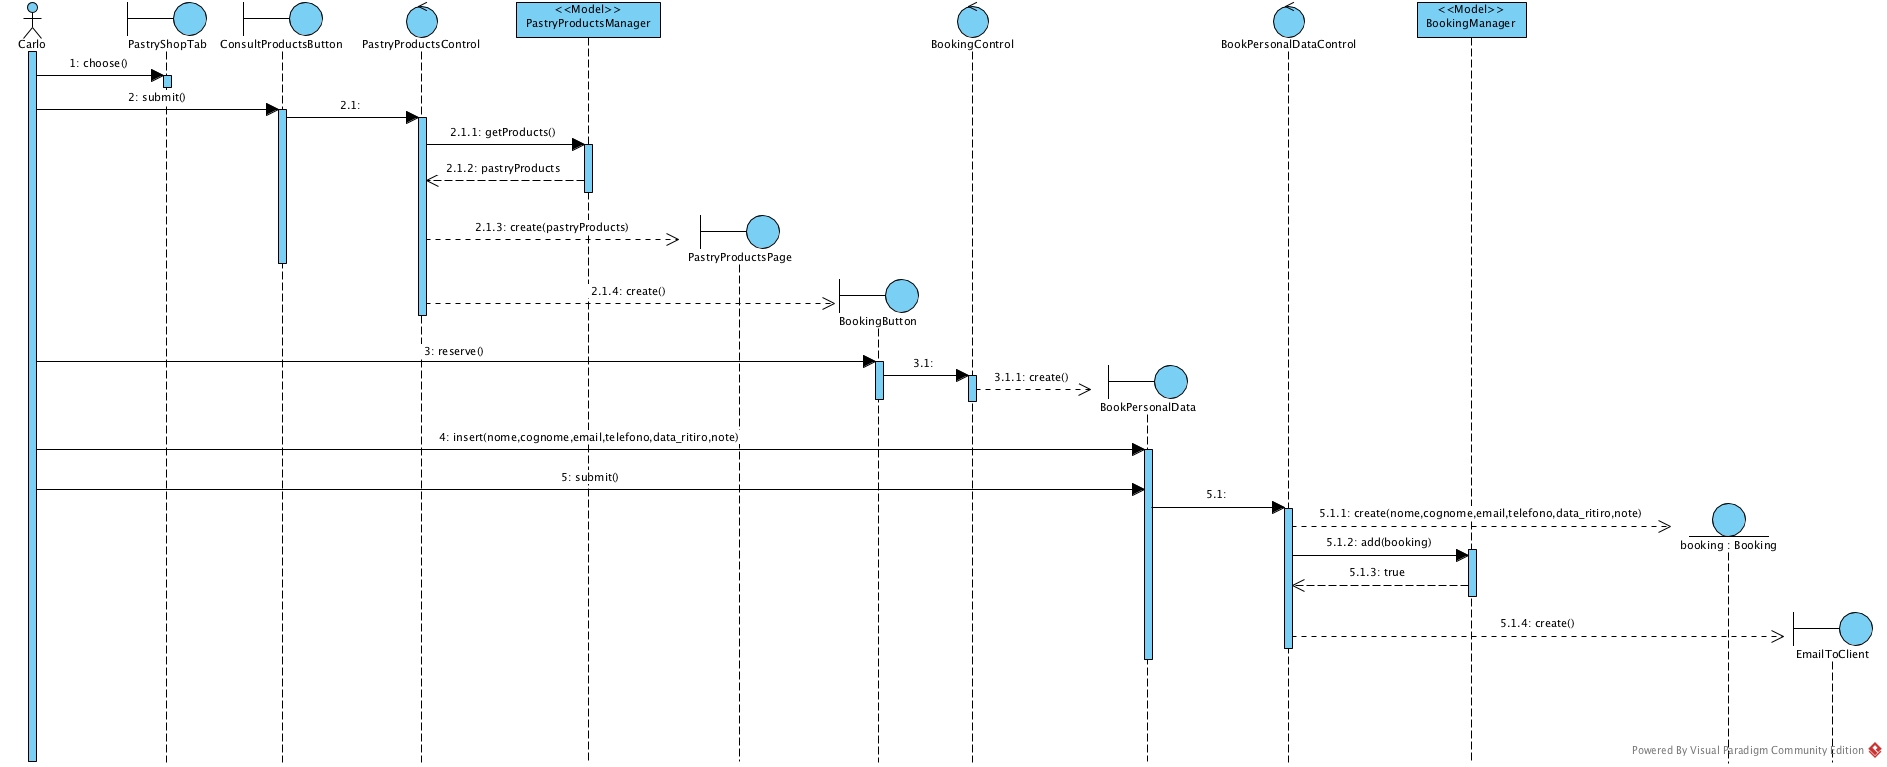 <<Model>>
<<Model>>
PastryProductsManager
BookingManager
Carlo
PastryShopTab
ConsultProductsButton
PastryProductsControl
BookingControl
BookPersonalDataControl
1: choose()
2: submit()
2.1:
2.1.1: getProducts()
2.1.2: pastryProducts
2.1.3: create(pastryProducts)
PastryProductsPage
2.1.4: create()
BookingButton
3: reserve()
3.1:
3.1.1: create()
BookPersonalData
4: insert(nome,cognome,email,telefono,data_ritiro,note)
5: submit()
5.1:
5.1.1: create(nome,cognome,email,telefono,data_ritiro,note)
booking : Booking
5.1.2: add(booking)
5.1.3: true
5.1.4: create()
EmailToClient
Powered By Visual Paradigm Community Edition